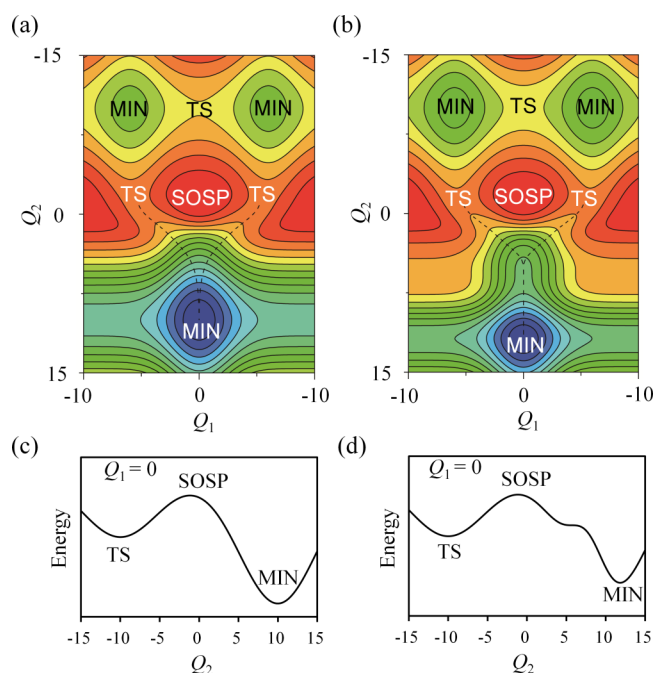 (a)
(b)
-15
MIN
TS
MIN
TS
SOSP
TS
Q2
0
MIN
15
-10
0
-10
Q1
-15
MIN
TS
MIN
TS
SOSP
TS
Q2
0
MIN
15
-10
0
-10
Q1
(c)
Q1 = 0
SOSP
Energy
TS
MIN
-15 -10 -5 0 5 10 15
Q2
(d)
Q1 = 0
SOSP
Energy
TS
MIN
-15 -10 -5 0 5 10 15
Q2